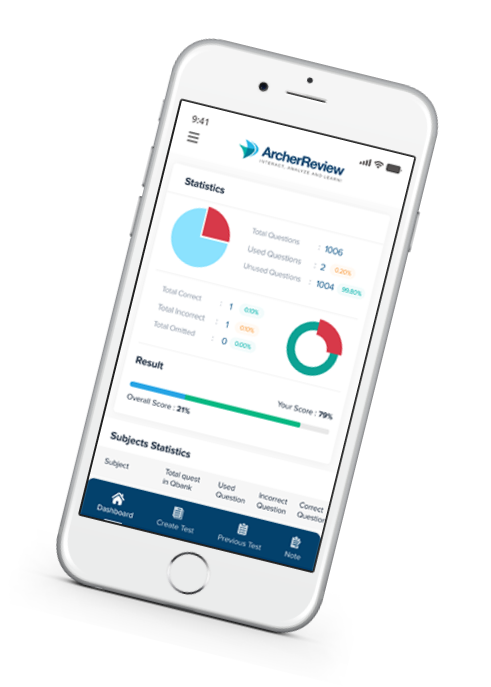 9:41
ArcherReview
INTERACT, ANALYZE AND LEARN!
Statistics
Total Questions : 1006
Used Questions : 2 0.20%
Unused Questions : 1004 99.80%
Total Correct : 1 0.10%
Total Incorrect : 1 0.10%
Total Omitted : 0 0.00%
Result
Your Score : 79%
Overall Score : 21%
Subjects Statistics
Subject Total quest in Qbank Used Question Incorrect Question Correct Question
Dashboard Create Test Previous Test Note